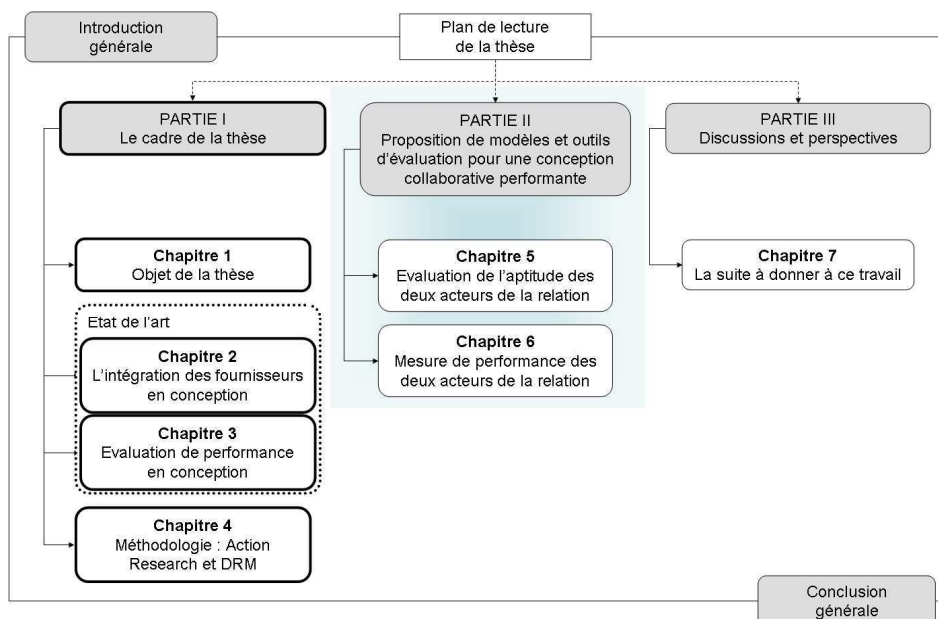 Introduction
générale
Plan de lecture
de la thèse
PARTIE I
Le cadre de la thèse
Chapitre 1
Objet de la thèse
Etat de l'art
Chapitre 2
L'intégration des fournisseurs
en conception
Chapitre 3
Evaluation de performance
en conception
Chapitre 4
Méthodologie : Action
Research et DRM
PARTIE II
Proposition de modèles et outils
d'évaluation pour une conception
collaborative performante
Chapitre 5
Evaluation de l'aptitude des
deux acteurs de la relation
Chapitre 6
Mesure de performance des
deux acteurs de la relation
PARTIE III
Discussions et perspectives
Chapitre 7
La suite à donner à ce travail
Conclusion
générale